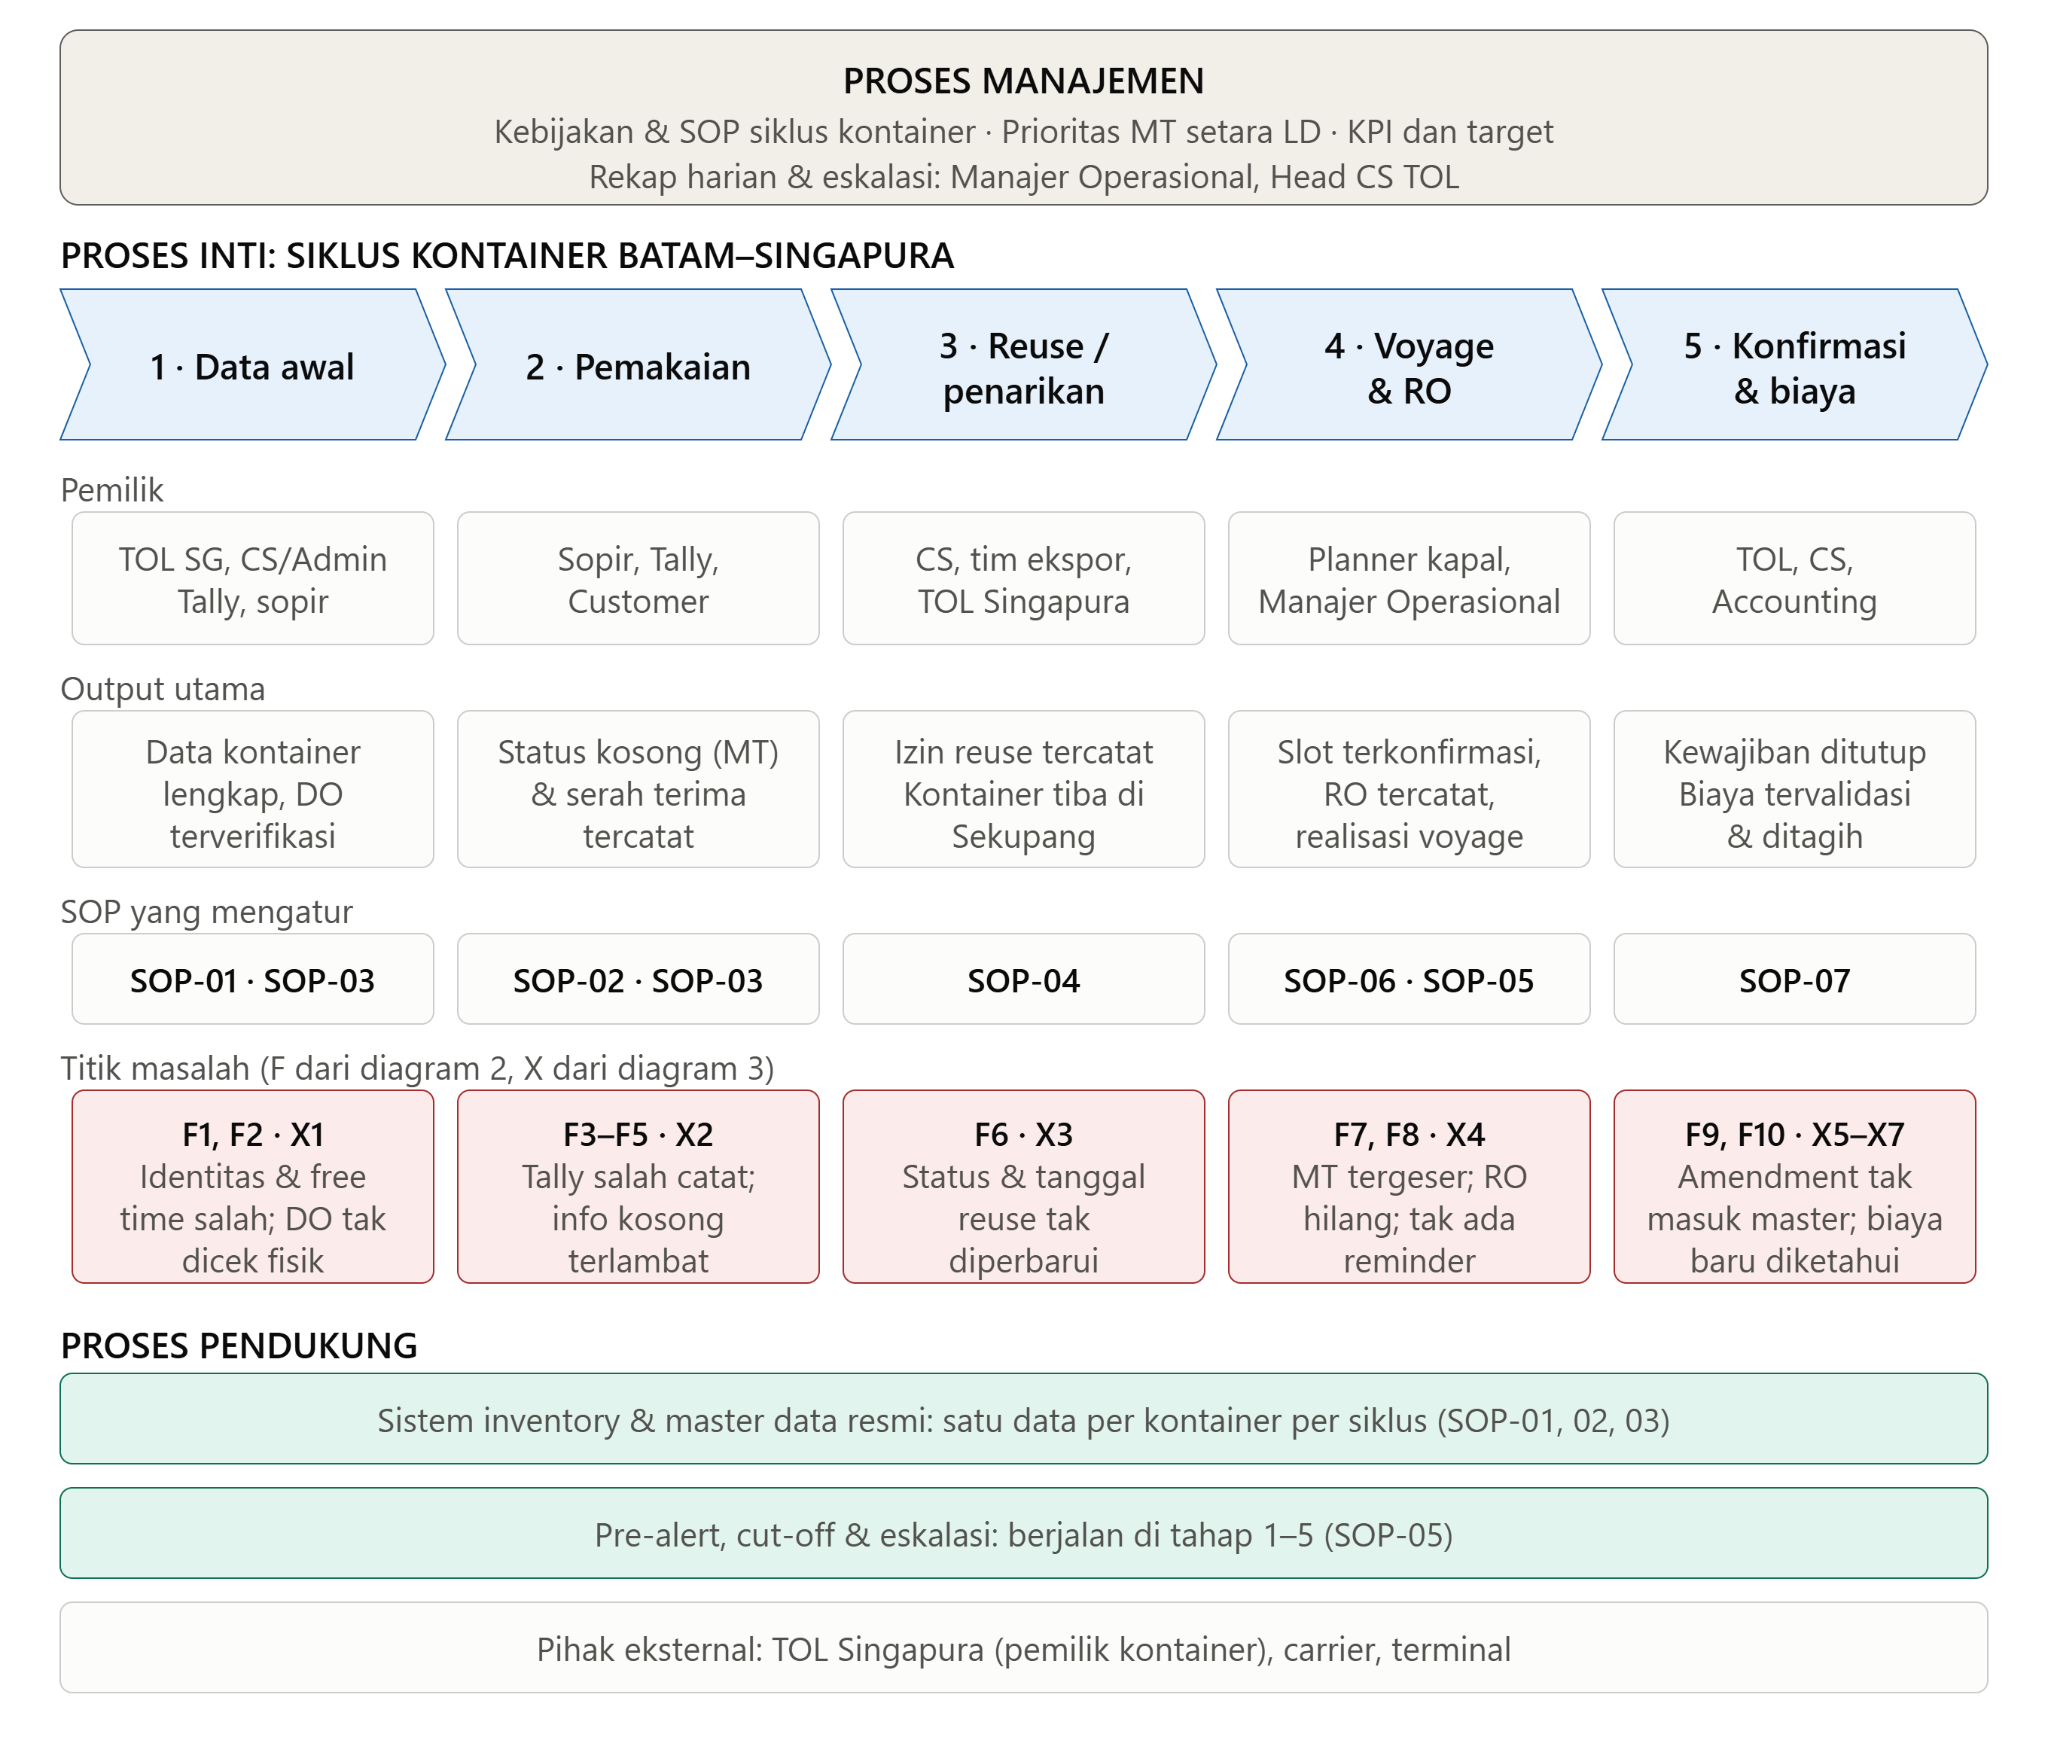 PROSES MANAJEMEN
Kebijakan & SOP siklus kontainer · Prioritas MT setara LD · KPI dan target
Rekap harian & eskalasi: Manajer Operasional, Head CS TOL
PROSES INTI: SIKLUS KONTAINER BATAM–SINGAPURA
1 · Data awal
2 · Pemakaian
3 · Reuse /
penarikan
4 · Voyage
& RO
5 · Konfirmasi
& biaya
Pemilik
TOL SG, CS/Admin
Tally, sopir
Sopir, Tally,
Customer
CS, tim ekspor,
TOL Singapura
Planner kapal,
Manajer Operasional
TOL, CS,
Accounting
Output utama
Data kontainer
lengkap, DO
terverifikasi
Status kosong (MT)
& serah terima
tercatat
Izin reuse tercatat
Kontainer tiba di
Sekupang
Slot terkonfirmasi,
RO tercatat,
realisasi voyage
Kewajiban ditutup
Biaya tervalidasi
& ditagih
SOP yang mengatur
SOP-01 · SOP-03
SOP-02 · SOP-03
SOP-04
SOP-06 · SOP-05
SOP-07
Titik masalah (F dari diagram 2, X dari diagram 3)
F1, F2 · X1
Identitas & free
time salah; DO tak
dicek fisik
F3–F5 · X2
Tally salah catat;
info kosong
terlambat
F6 · X3
Status & tanggal
reuse tak
diperbarui
F7, F8 · X4
MT tergeser; RO
hilang; tak ada
reminder
F9, F10 · X5–X7
Amendment tak
masuk master; biaya
baru diketahui
PROSES PENDUKUNG
Sistem inventory & master data resmi: satu data per kontainer per siklus (SOP-01, 02, 03)
Pre-alert, cut-off & eskalasi: berjalan di tahap 1–5 (SOP-05)
Pihak eksternal: TOL Singapura (pemilik kontainer), carrier, terminal